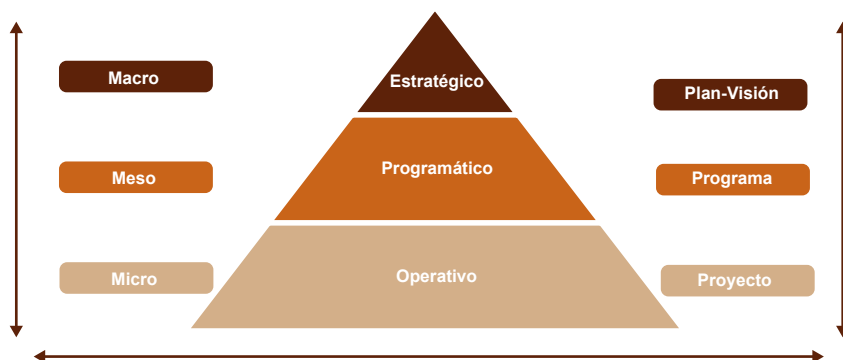 Macro
Estratégico
Plan-Visión
Meso
Programático
Programa
Micro
Operativo
Proyecto